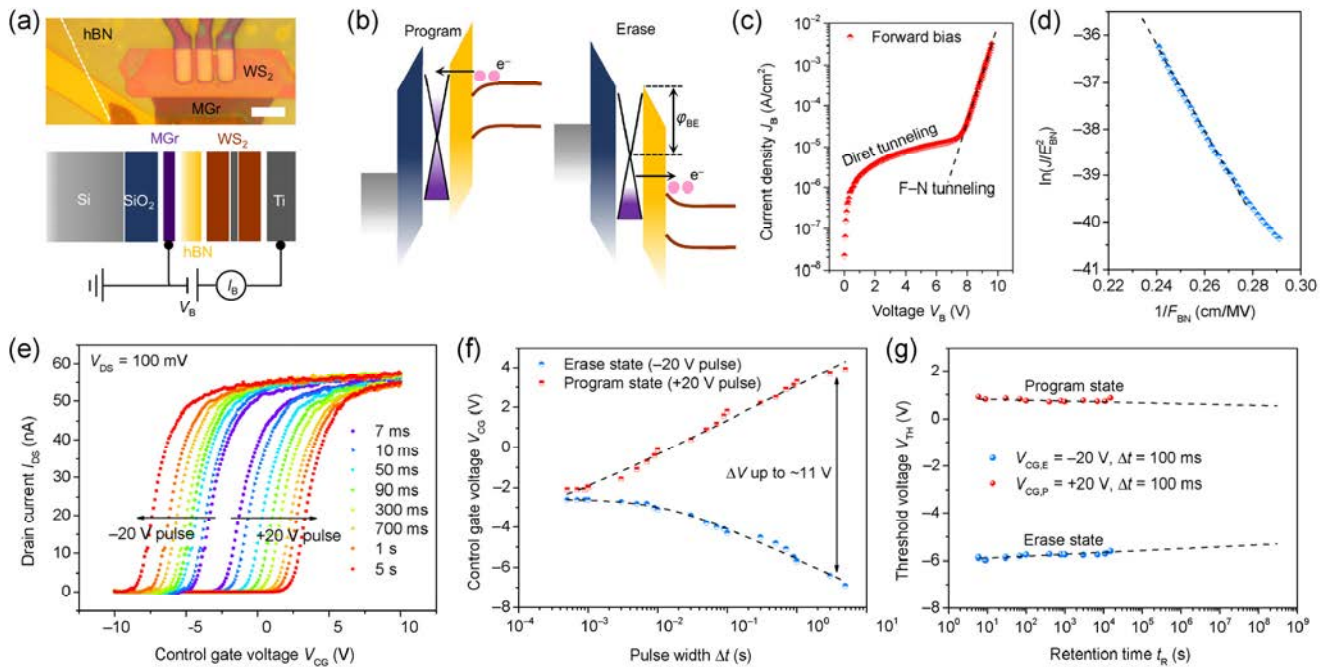 (a)
hBN
WS2
MGr
MGr
WS2
Si
SiO2
Ti
hBN
VB
IB
(b)
Program
e−
Erase
φBE
e−
(c)
Forward bias
Diret tunneling
F–N tunneling
Current density JB (A/cm2)
10−2
10−3
10−4
10−5
10−6
10−7
10−8
0 2 4 6 8 10
Voltage VB (V)
(d)
ln(J/E2BN)
−36
−37
−38
−39
−40
−41
0.22 0.24 0.26 0.28 0.30
1/FBN (cm/MV)
(e)
VDS = 100 mV
Drain current IDS (nA)
60
50
40
30
20
10
0
7 ms
10 ms
50 ms
90 ms
300 ms
700 ms
1 s
5 s
−20 V pulse
+20 V pulse
−10 −5 0 5 10
Control gate voltage VCG (V)
(f)
Erase state (−20 V pulse)
Program state (+20 V pulse)
Control gate voltage VCG (V)
4
2
0
−2
−4
−6
−8
ΔV up to ~11 V
10−4 10−3 10−2 10−1 100 101
Pulse width Δt (s)
(g)
Threshold voltage VTH (V)
4
2
0
−2
−4
−6
−8
Program state
VCG,E = −20 V, Δt = 100 ms
VCG,P = +20 V, Δt = 100 ms
Erase state
100 101 102 103 104 105 106 107 108 109
Retention time tR (s)